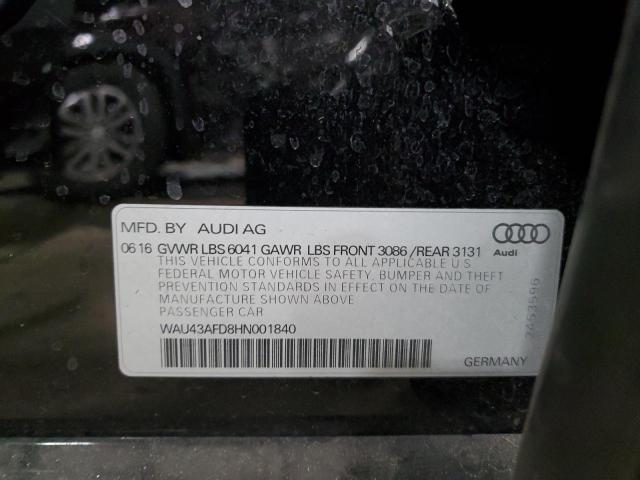 MFD. BY AUDI AG
06 16 GVWR LBS 6041 GAWR LBS FRONT 3086 /REAR 3131
Audi
THIS VEHICLE CONFORMS TO ALL APPLICABLE U S
FEDERAL MOTOR VEHICLE SAFETY, BUMPER AND THEFT
PREVENTION STANDARDS IN EFFECT ON THE DATE OF
MANUFACTURE SHOWN ABOVE
PASSENGER CAR
WAU43AFD8HN001840
2453596
GERMANY